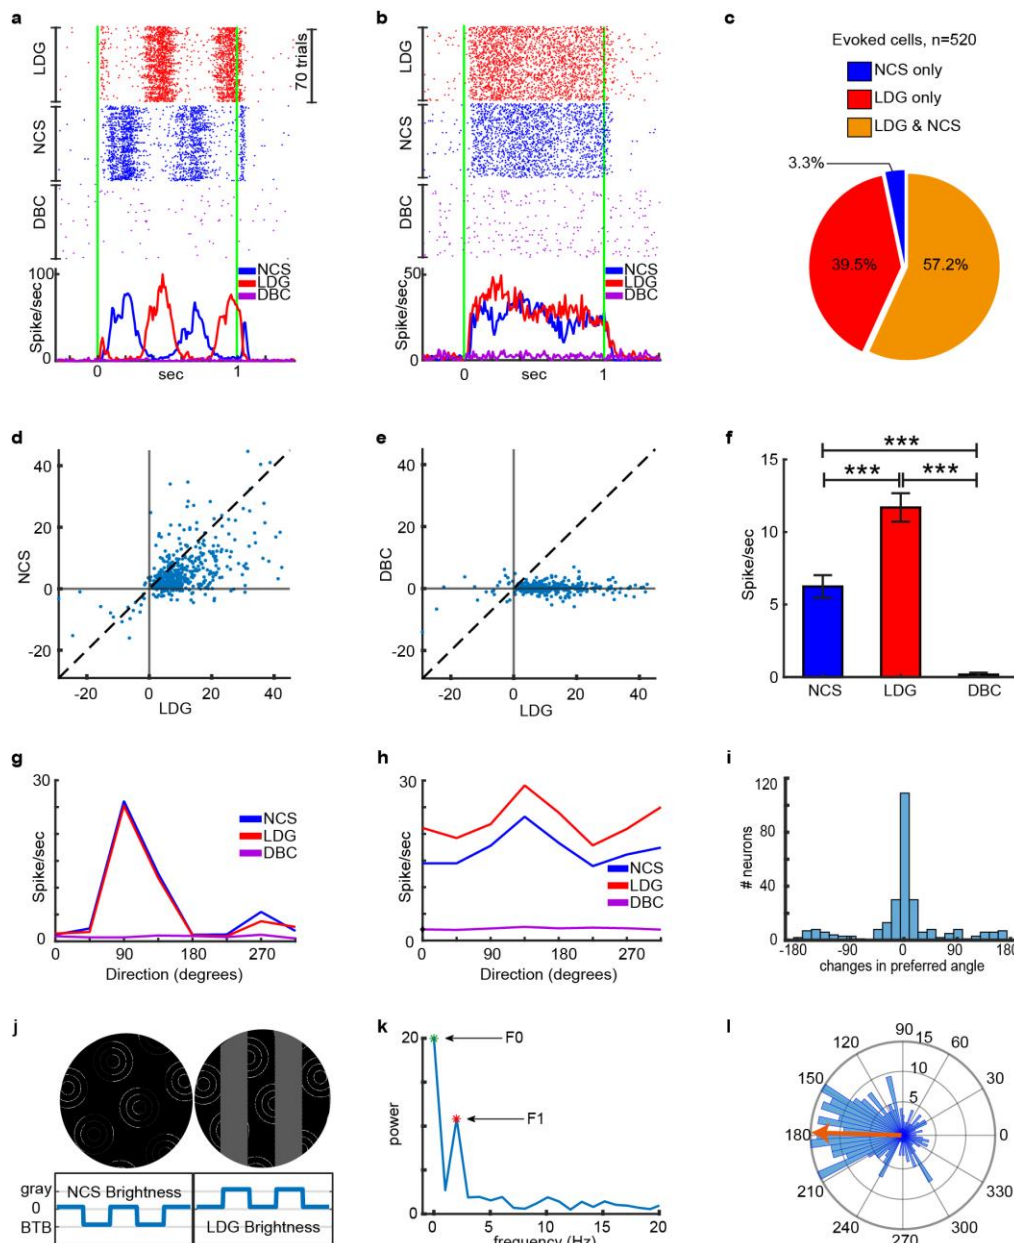 a
LDG
NCS
DBC
70 trials
100
Spike/sec
0
NCS
LDG
DBC
0
sec
1
b
LDG
NCS
DBC
50
Spike/sec
0
NCS
LDG
DBC
0
sec
1
c
Evoked cells, n=520
NCS only
LDG only
LDG & NCS
3.3%
39.5%
57.2%
d
40
20
0
-20
NCS
-20 0 20 40
LDG
e
40
20
0
-20
DBC
-20 0 20 40
LDG
f
***
*** ***
15
10
5
0
Spike/sec
NCS LDG DBC
g
30
Spike/sec
0
NCS
LDG
DBC
0 90 180 270
Direction (degrees)
h
30
Spike/sec
0
NCS
LDG
DBC
0 90 180 270
Direction (degrees)
i
120
80
40
0
# neurons
-180 -90 0 90 180
changes in preferred angle
j
gray
0
BTB
NCS Brightness
LDG Brightness
k
20
10
0
power
F0
F1
0 5 10 15 20
frequency (Hz)
l
90
15
120 60
10
150 30
5
180 0
210 330
240 300
270